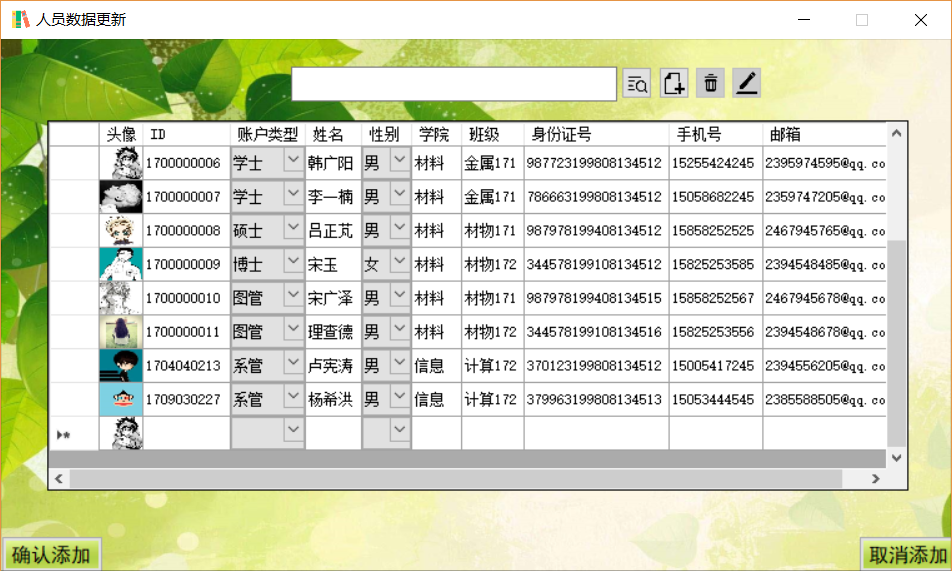 人员数据更新
头像 ID 账户类型 姓名 性别 学院 班级 身份证号 手机号 邮箱
1700000006 学士 韩广阳 男 材料 金属171 987723199808134512 15255424245 2395974595@qq.co
1700000007 学士 李一楠 男 材料 金属171 786663199808134512 15058682245 2359747205@qq.co
1700000008 硕士 吕正芃 男 材料 材物171 987978199408134512 15858252525 2467945765@qq.co
1700000009 博士 宋玉 女 材料 材物172 344578199108134512 15825253585 2394548485@qq.co
1700000010 图管 宋广泽 男 材料 材物171 987978199408134515 15858252567 2467945678@qq.co
1700000011 图管 理查德 男 材料 材物172 344578199108134516 15825253556 2394548678@qq.co
1704040213 系管 卢宪涛 男 信息 计算172 370123199808134512 15005417245 2394556205@qq.co
1709030227 系管 杨希洪 男 信息 计算172 379963199808134513 15053444545 2385588505@qq.co
确认添加 取消添加